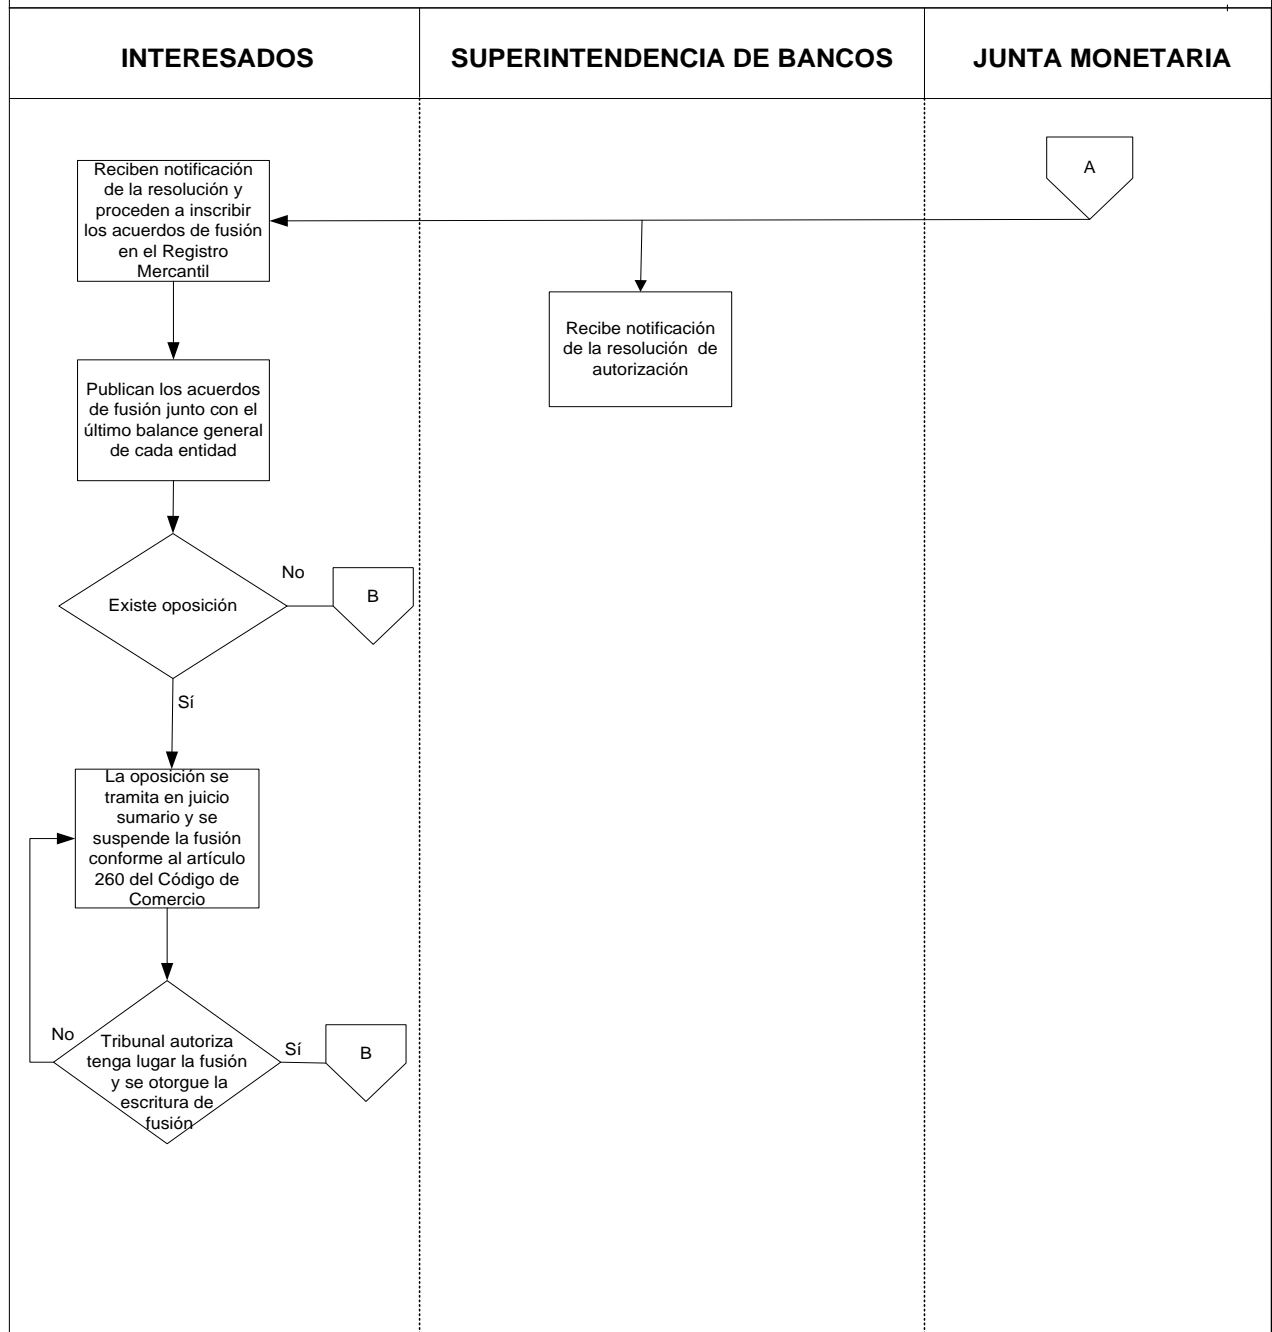 INTERESADOS
SUPERINTENDENCIA DE BANCOS
JUNTA MONETARIA
A
Reciben notificación
de la resolución y
proceden a inscribir
los acuerdos de fusión
en el Registro
Mercantil
Recibe notificación
de la resolución de
autorización
Publican los acuerdos
de fusión junto con el
último balance general
de cada entidad
Existe oposición
No
B
Sí
La oposición se
tramita en juicio
sumario y se
suspende la fusión
conforme al artículo
260 del Código de
Comercio
No
Tribunal autoriza
tenga lugar la fusión
y se otorgue la
escritura de
fusión
Sí
B